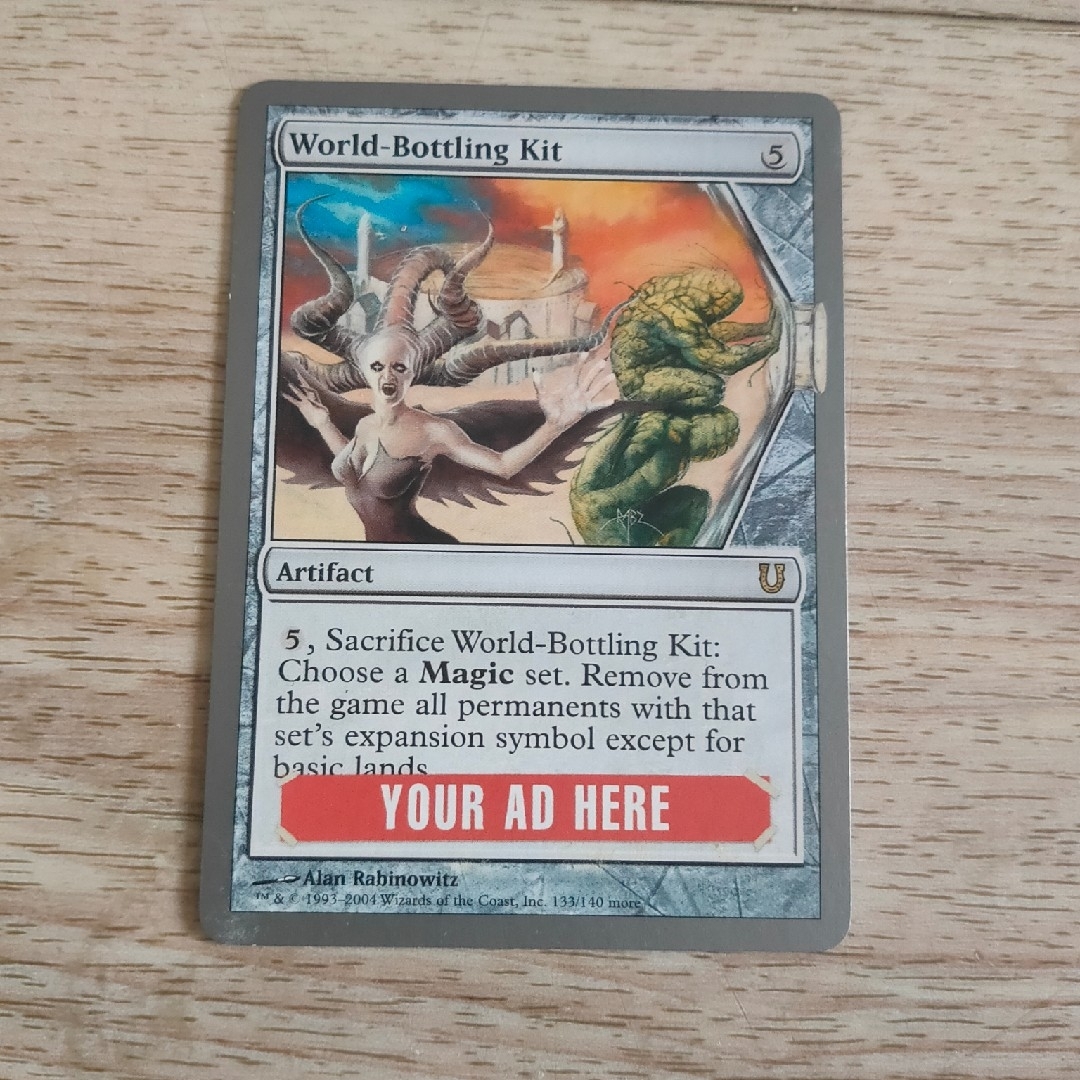 World-Bottling Kit 5
RABZ
Artifact
5, Sacrifice World-Bottling Kit:
Choose a Magic set. Remove from
the game all permanents with that
set's expansion symbol except for
basic lands
YOUR AD HERE
Alan Rabinowitz
™ & © 1993–2004 Wizards of the Coast, Inc. 133/140 more